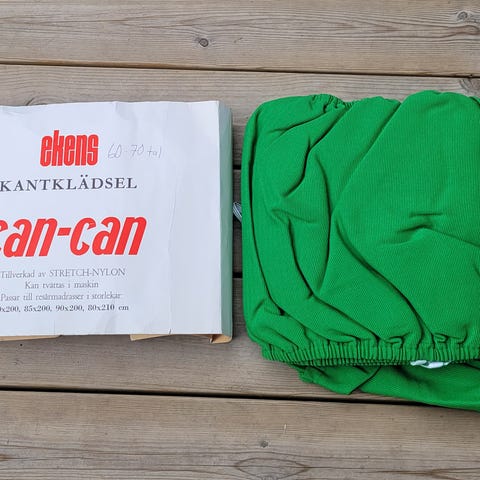 ekens
60-70 tal
KANTKLÄDSEL
can-can
Tillverkad av STRETCH-NYLON
Kan tvättas i maskin
Passar till resårmadrasser i storlekar
0x200, 85x200, 90x200, 80x210 cm